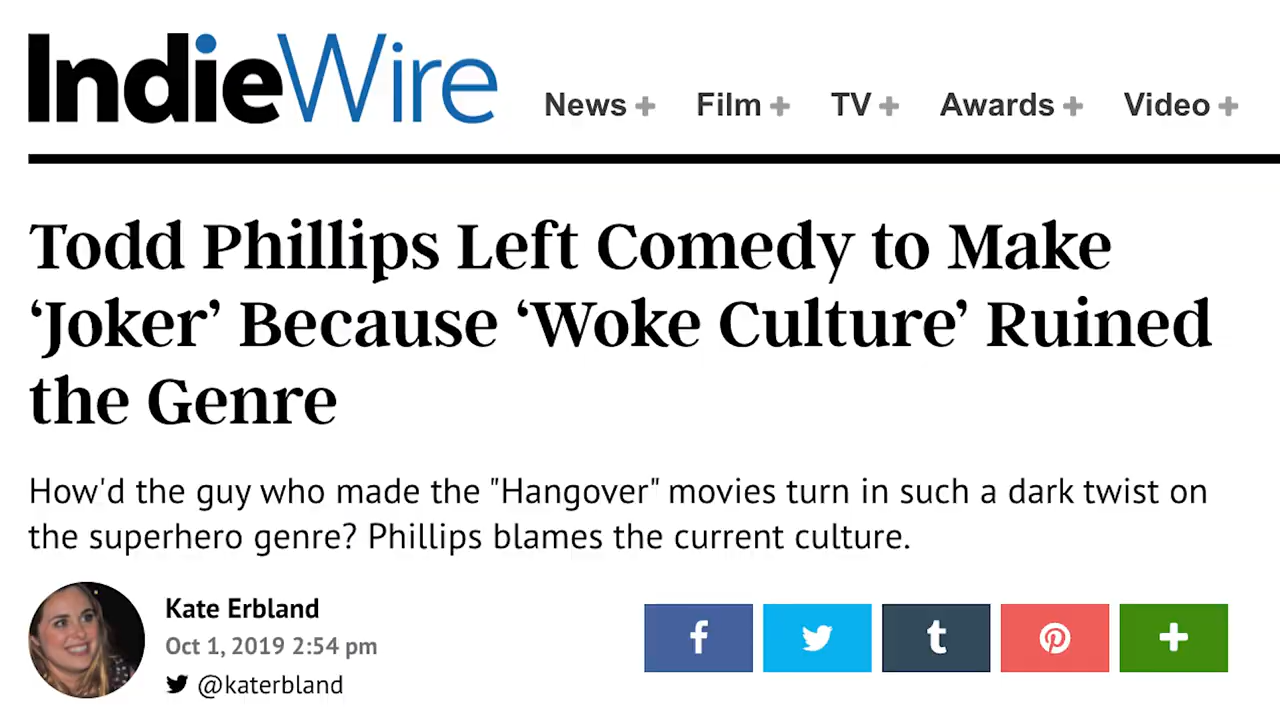 IndieWire
News + Film + TV + Awards + Video +
Todd Phillips Left Comedy to Make
‘Joker’ Because ‘Woke Culture’ Ruined
the Genre
How'd the guy who made the "Hangover" movies turn in such a dark twist on
the superhero genre? Phillips blames the current culture.
Kate Erbland
Oct 1, 2019 2:54 pm
@katerbland